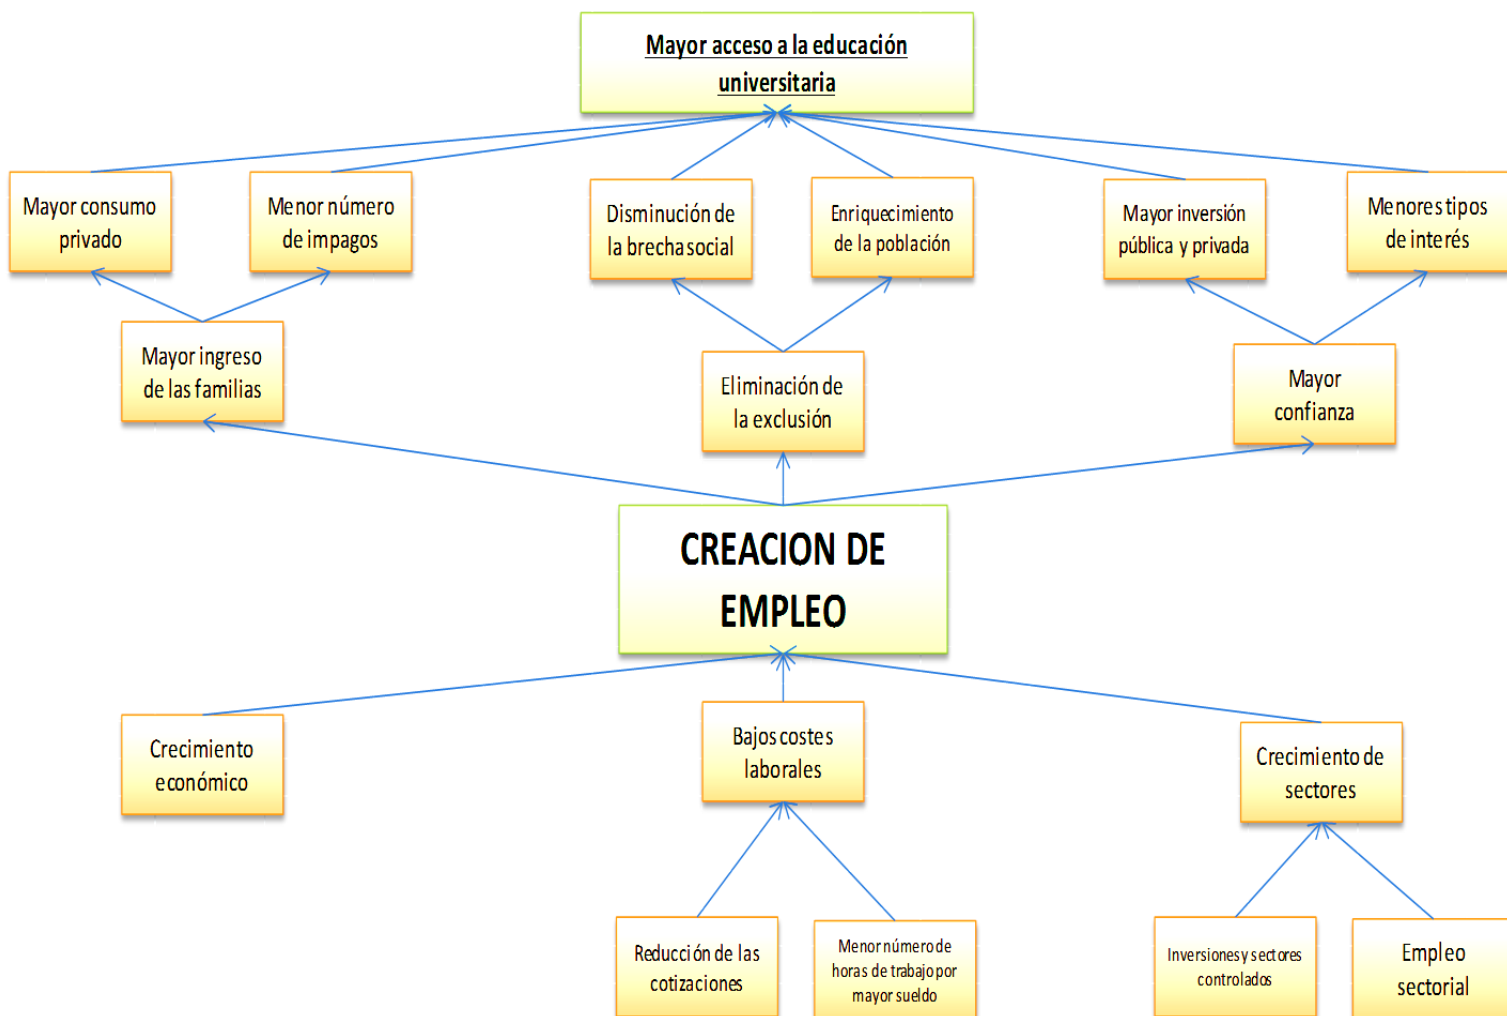 Mayor acceso a la educación
universitaria
Mayor consumo
privado
Menor número
de impagos
Disminución de
la brecha social
Enriquecimiento
de la población
Mayor inversión
pública y privada
Menores tipos
de interés
Mayor ingreso
de las familias
Eliminación de
la exclusión
Mayor
confianza
CREACION DE
EMPLEO
Crecimiento
económico
Bajos costes
laborales
Crecimiento de
sectores
Reducción de las
cotizaciones
Menor número de
horas de trabajo por
mayor sueldo
Inversiones y sectores
controlados
Empleo
sectorial